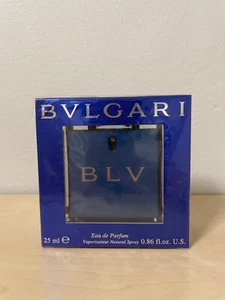 BVLGARI
BLV
Eau de Parfum
Vaporisateur Natural Spray
25 ml ℮ 0.86 fl.oz. U.S.